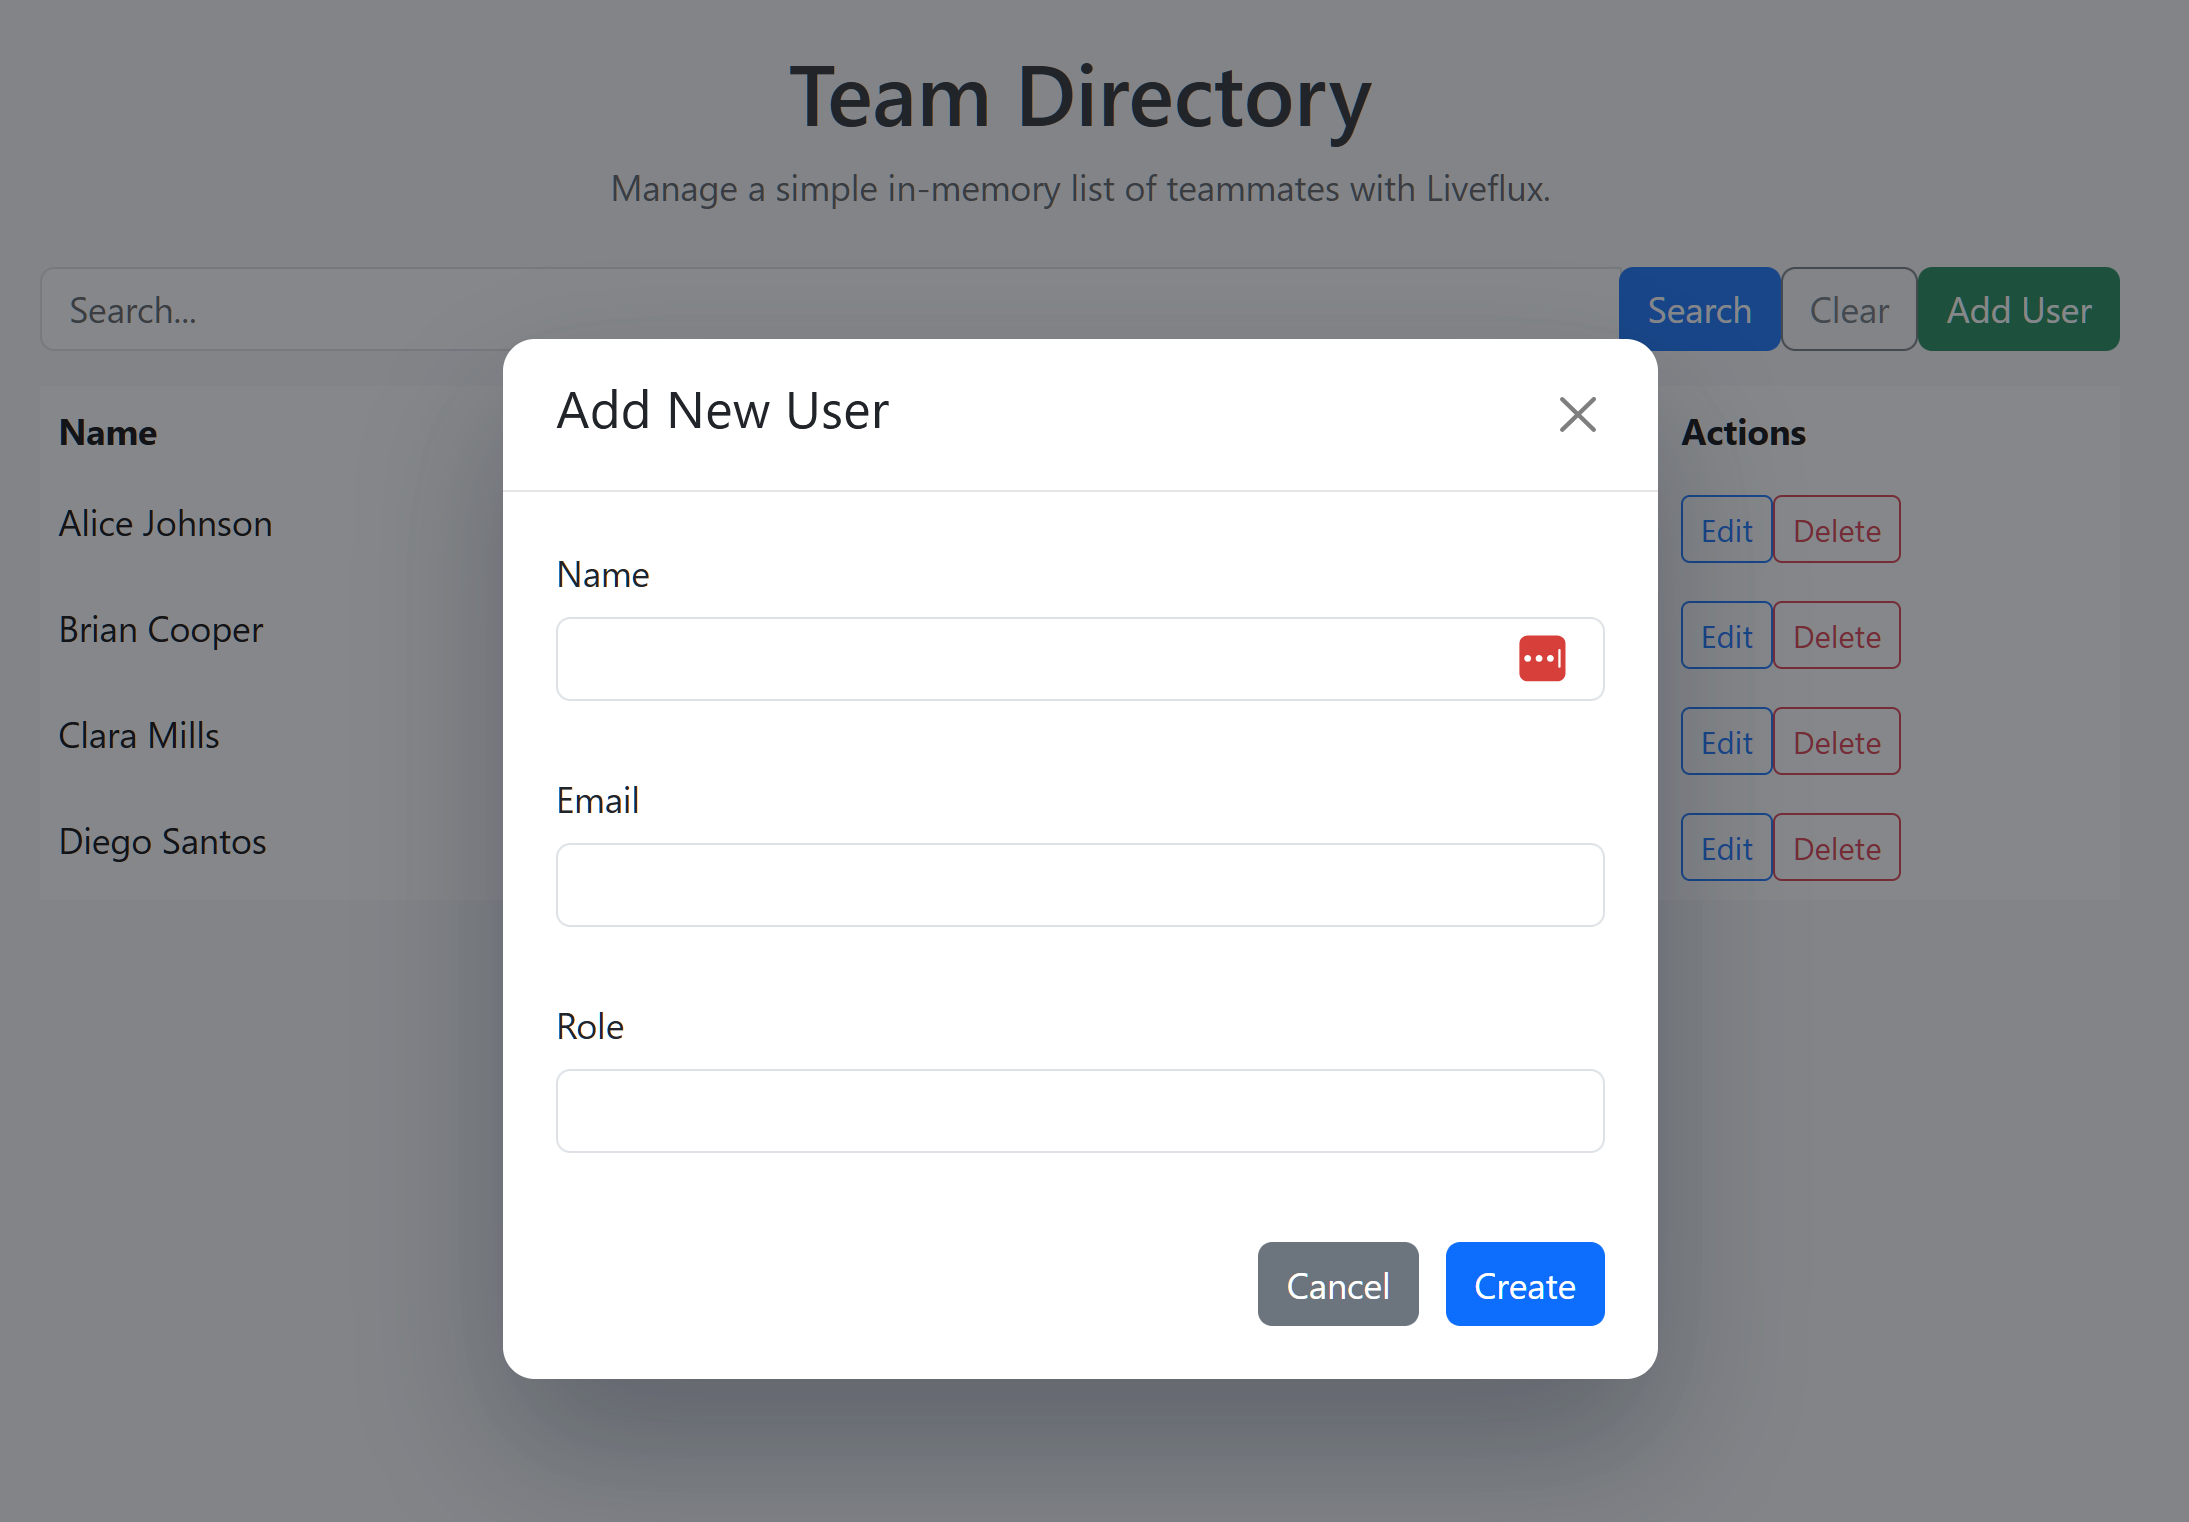 Team Directory
Manage a simple in-memory list of teammates with Liveflux.
Search...
Search
Clear
Add User
Name
Actions
Alice Johnson
Edit
Delete
Brian Cooper
Edit
Delete
Clara Mills
Edit
Delete
Diego Santos
Edit
Delete
Add New User
Name
Email
Role
Cancel
Create